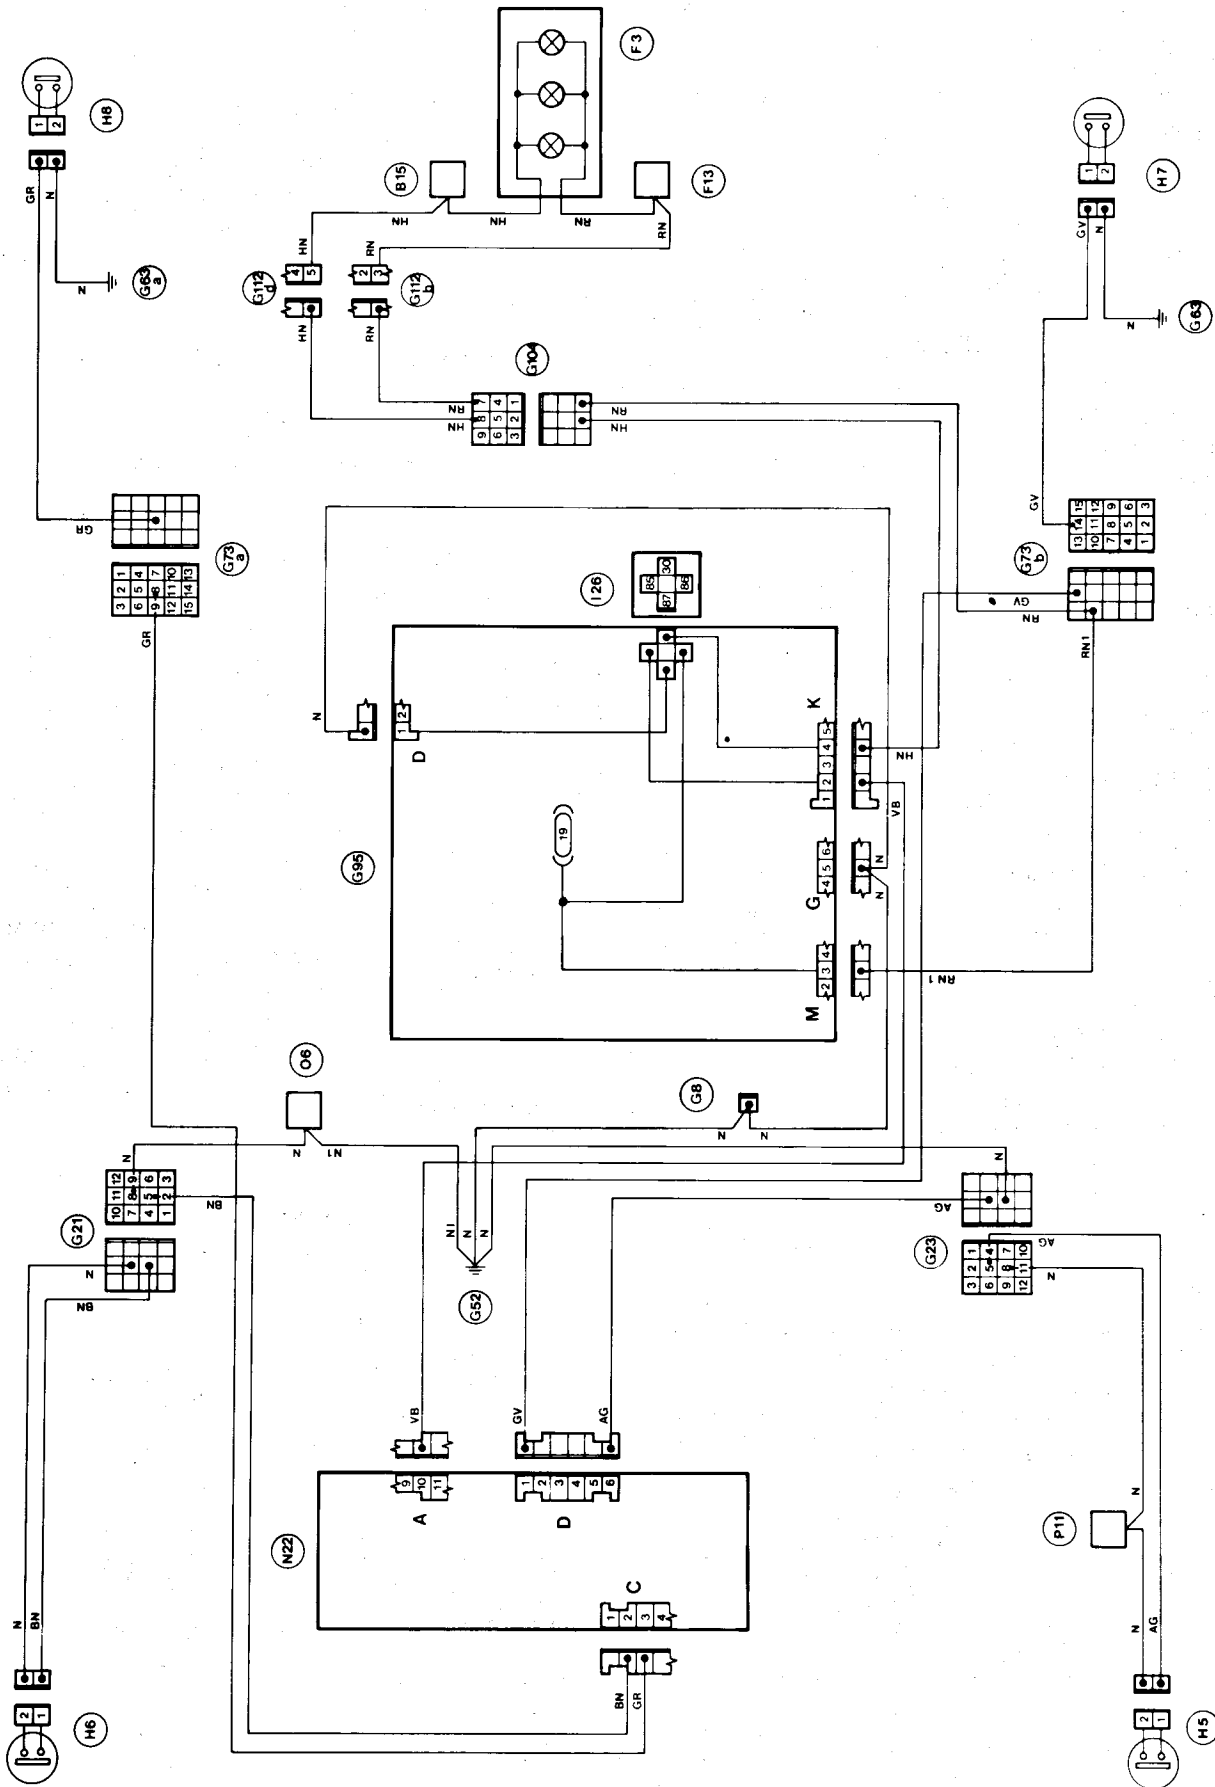 H8
1
2
GR
N
N
G63
a
F3
B15
F13
HN
HN
RN
RN
HN
RN
4
5
2
3
G112
d
G112
b
HN
RN
G104
RN
HN
7 4 1
8 5 2
9 6 3
RN
HN
H7
1
2
GV
N
N
G63
GR
G73
a
3 2 1
6 5 4
9 8 7
12 11 10
15 14 13
GR
GV
G73
b
13 14 15
10 11 12
7 8 9
4 5 6
1 2 3
GV
RN
RN1
I26
85
30
87
86
N
1 2
D
K
1 2 3 4 5
HN
VB
G95
19
G
4 5 6
N
N
M
2 3 4
RN1
O6
N
N1
G8
N
N
N
G21
10 11 12
7 8 9
4 5 6
1 2 3
BN
N
BN
N1
N
N
G52
N
AG
G23
3 2 1
6 5 4
9 8 7
12 11 10
AG
N
VB
GV
AG
9
10
11
A
1
2
3
4
5
6
D
N22
C
1
2
3
4
BN
GR
P11
N
N
AG
N
BN
2
1
H6
2
1
H5